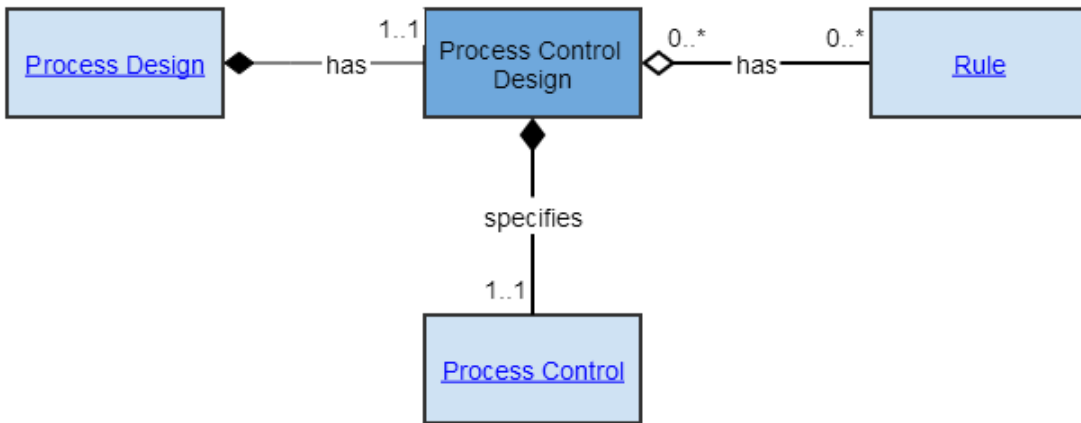 1..1
Process Design
has
Process Control
Design
0..*
has
0..*
Rule
specifies
1..1
Process Control